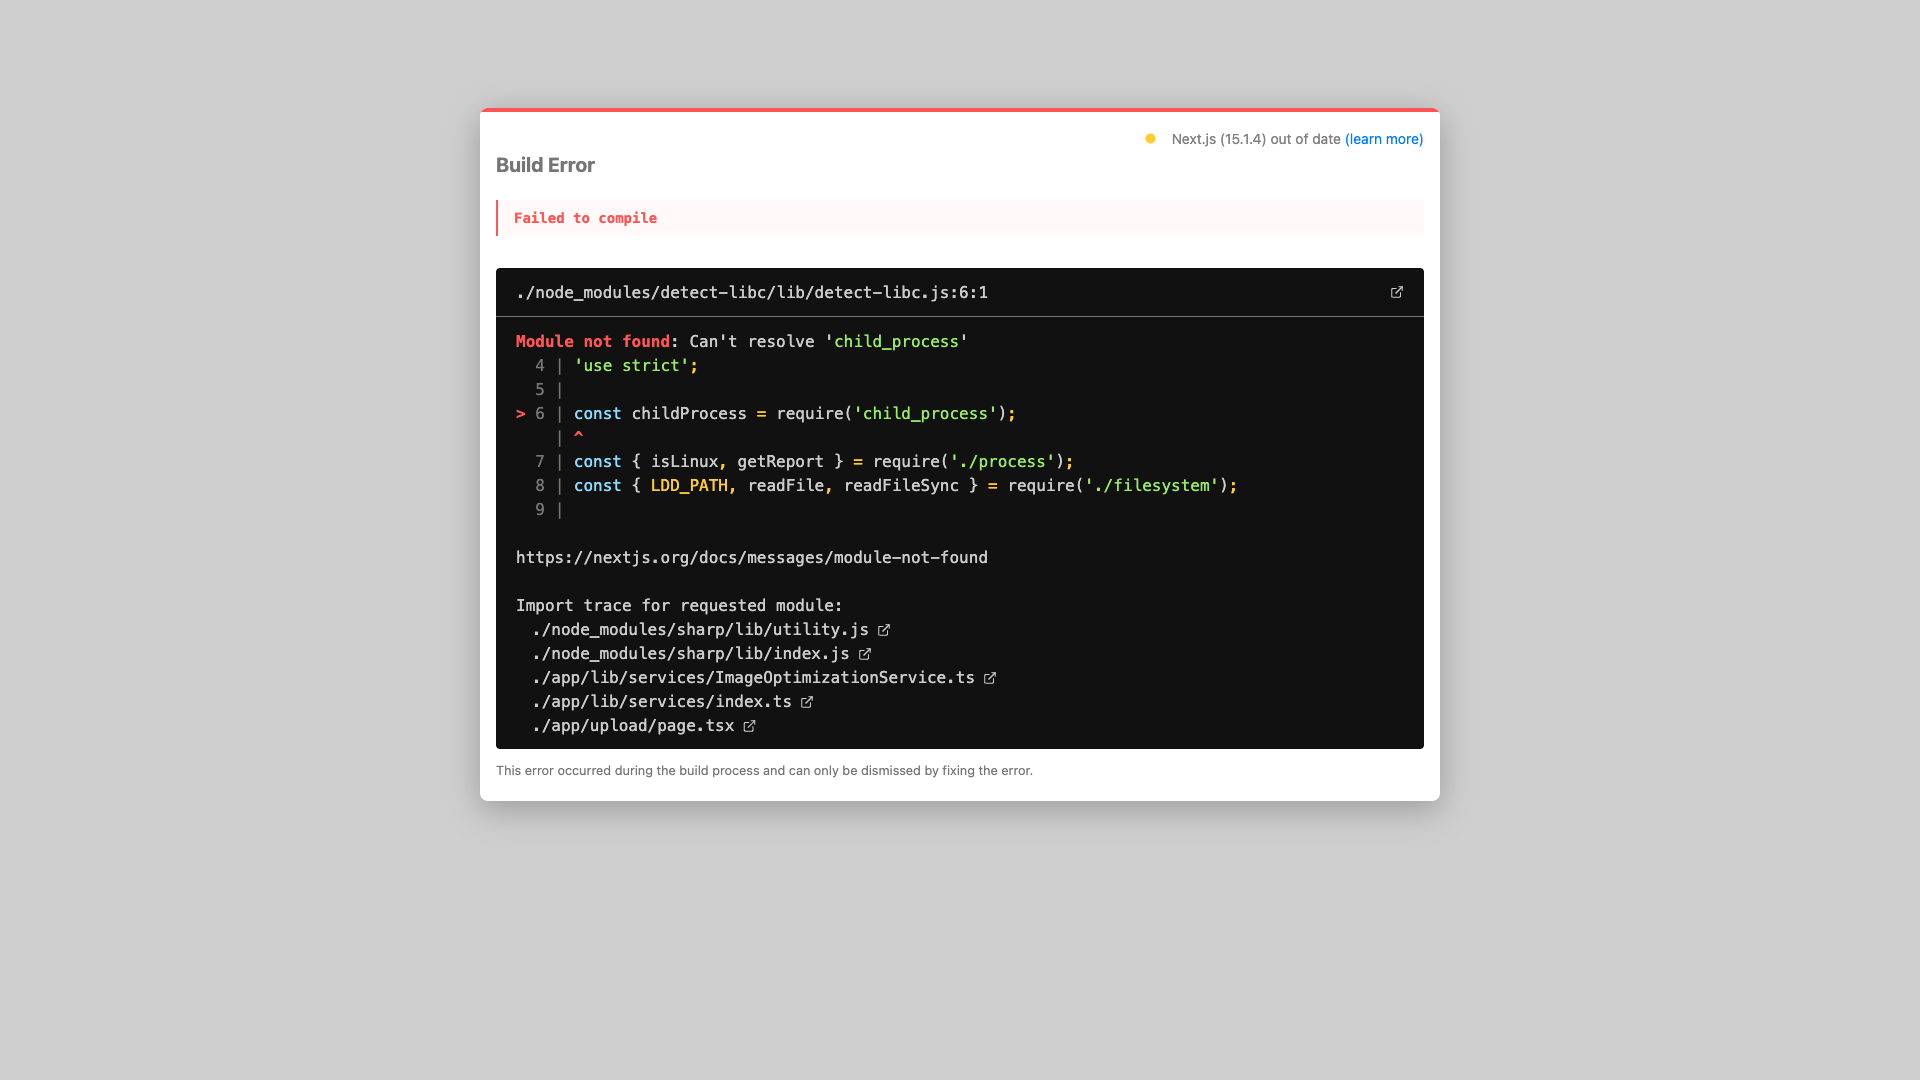 Next.js (15.1.4) out of date (learn more)
Build Error
Failed to compile
./node_modules/detect-libc/lib/detect-libc.js:6:1
Module not found: Can't resolve 'child_process'
4 | 'use strict';
5 |
> 6 | const childProcess = require('child_process');
| ^
7 | const { isLinux, getReport } = require('./process');
8 | const { LDD_PATH, readFile, readFileSync } = require('./filesystem');
9 |
https://nextjs.org/docs/messages/module-not-found
Import trace for requested module:
./node_modules/sharp/lib/utility.js
./node_modules/sharp/lib/index.js
./app/lib/services/ImageOptimizationService.ts
./app/lib/services/index.ts
./app/upload/page.tsx
This error occurred during the build process and can only be dismissed by fixing the error.